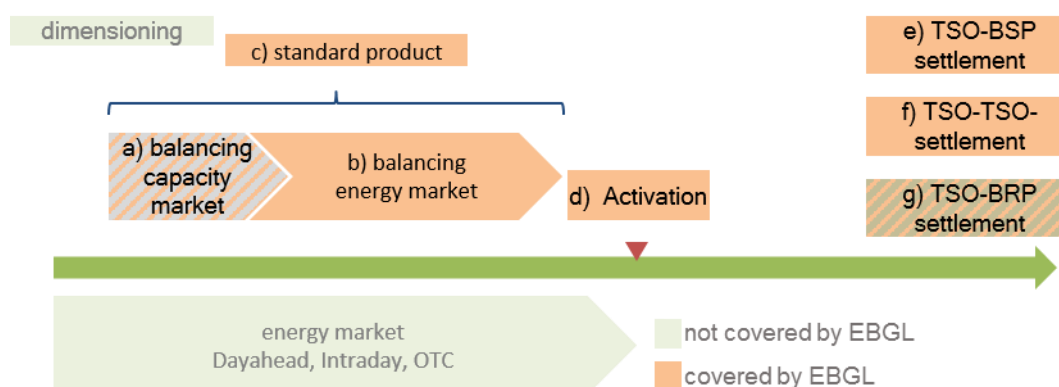 dimensioning
c) standard product
e) TSO-BSP
settlement
a) balancing
capacity
market
b) balancing
energy market
d) Activation
f) TSO-TSO-
settlement
g) TSO-BRP
settlement
energy market
Dayahead, Intraday, OTC
not covered by EBGL
covered by EBGL